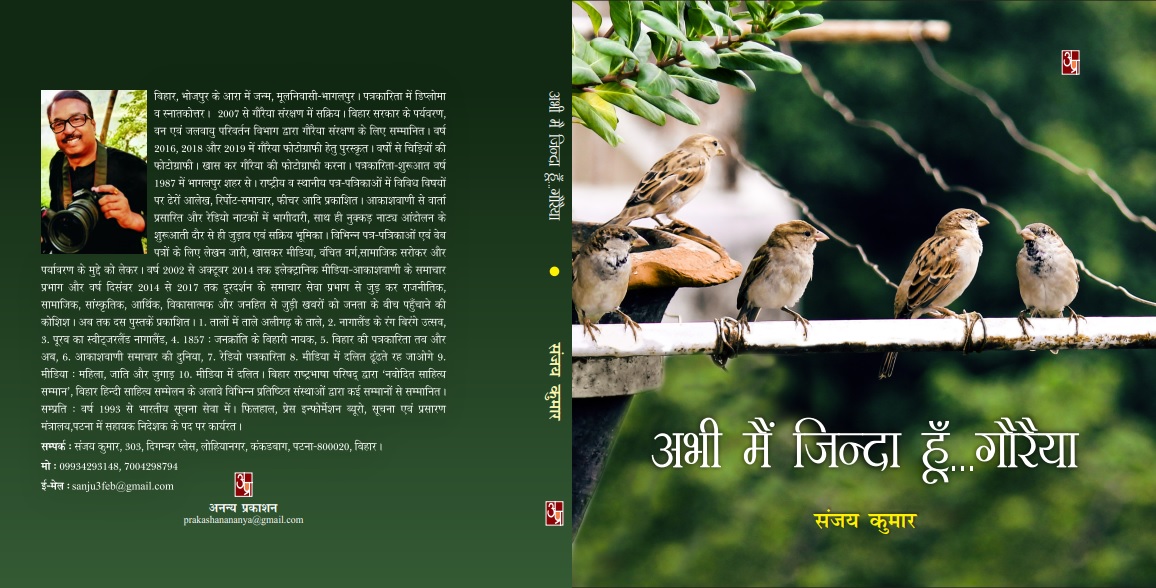 बिहार, भोजपुर के आरा में जन्म, मूलनिवासी-भागलपुर। पत्रकारिता में डिप्लोमा
व स्नातकोत्तर। 2007 से गौरैया संरक्षण में सक्रिय। बिहार सरकार के पर्यवरण,
वन एवं जलवायु परिवर्तन विभाग द्वारा गौरैया संरक्षण के लिए सम्मानित। वर्ष
2016, 2018 और 2019 में गौरैया फोटोग्राफी हेतु पुरस्कृत। वर्षों से चिड़ियों की
फोटोग्राफी। खास कर गौरैया की फोटोग्राफी करना। पत्रकारिता-शुरूआत वर्ष
1987 में भागलपुर शहर से। राष्ट्रीय व स्थानीय पत्र-पत्रिकाओं में विविध विषयों
पर ढेरों आलेख, रिर्पोट-समाचार, फीचर आदि प्रकाशित। आकाशवाणी से वार्ता
प्रसारित और रेडियो नाटकों में भागीदारी, साथ ही नुक्कड़ नाट्य आंदोलन के
शुरूआती दौर से ही जुड़ाव एवं सक्रिय भूमिका। विभिन्न पत्र-पत्रिकाओं एवं वेव
पत्रों के लिए लेखन जारी, खासकर मीडिया, वंचित वर्ग,सामाजिक सरोकार और
पर्यावरण के मुद्दे को लेकर। वर्ष 2002 से अक्टूबर 2014 तक इलेक्ट्रानिक मीडिया-आकाशवाणी के समाचार
प्रभाग और वर्ष दिसंबर 2014 से 2017 तक दूरदर्शन के समाचार सेवा प्रभाग से जुड़ कर राजनीतिक,
सामाजिक, सांस्कृतिक, आर्थिक, विकासात्मक और जनहित से जुड़ी खबरों को जनता के बीच पहुँचाने की
कोशिश। अब तक दस पुस्तकें प्रकाशित। 1. तालों में ताले अलीगढ़ के ताले, 2. नागालैंड के रंग बिरंगे उत्सव,
3. पूरब का स्वीट्जरलैंड नागालैंड, 4. 1857 : जनक्रांति के बिहारी नायक, 5. बिहार की पत्रकारिता तब और
अब, 6. आकाशवाणी समाचार की दुनिया, 7. रेडियो पत्रकारिता 8. मीडिया में दलित ढूंढते रह जाओगे 9.
मीडिया : महिला, जाति और जुगाड़ 10. मीडिया में दलित। बिहार राष्ट्रभाषा परिषद् द्वारा ‘नवोदित साहित्य
सम्मान’, बिहार हिन्दी साहित्य सम्मेलन के अलावे विभिन्न प्रतिष्ठित संस्थाओं द्वारा कई सम्मानों से सम्मानित।
सम्प्रति : वर्ष 1993 से भारतीय सूचना सेवा में। फिलहाल, प्रेस इन्फोर्मेशन ब्यूरो, सूचना एवं प्रसारण
मंत्रालय,पटना में सहायक निदेशक के पद पर कार्यरत।
सम्पर्क : संजय कुमार, 303, दिगम्बर प्लेस, लोहियानगर, कंकड़बाग, पटना-800020, बिहार।
मो : 09934293148, 7004298794
ई-मेल : sanju3feb@gmail.com
अप्र
अनन्य प्रकाशन
prakashanananya@gmail.com
अभी मैं जिन्दा हूँ...गौरैया
संजय कुमार
अप्र
अप्र
अभी मैं जिन्दा हूँ...गौरैया
संजय कुमार